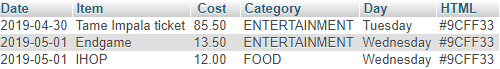 Date Item Cost Category Day HTML
2019-04-30 Tame Impala ticket 85.50 ENTERTAINMENT Tuesday #9CFF33
2019-05-01 Endgame 13.50 ENTERTAINMENT Wednesday #9CFF33
2019-05-01 IHOP 12.00 FOOD Wednesday #9CFF33